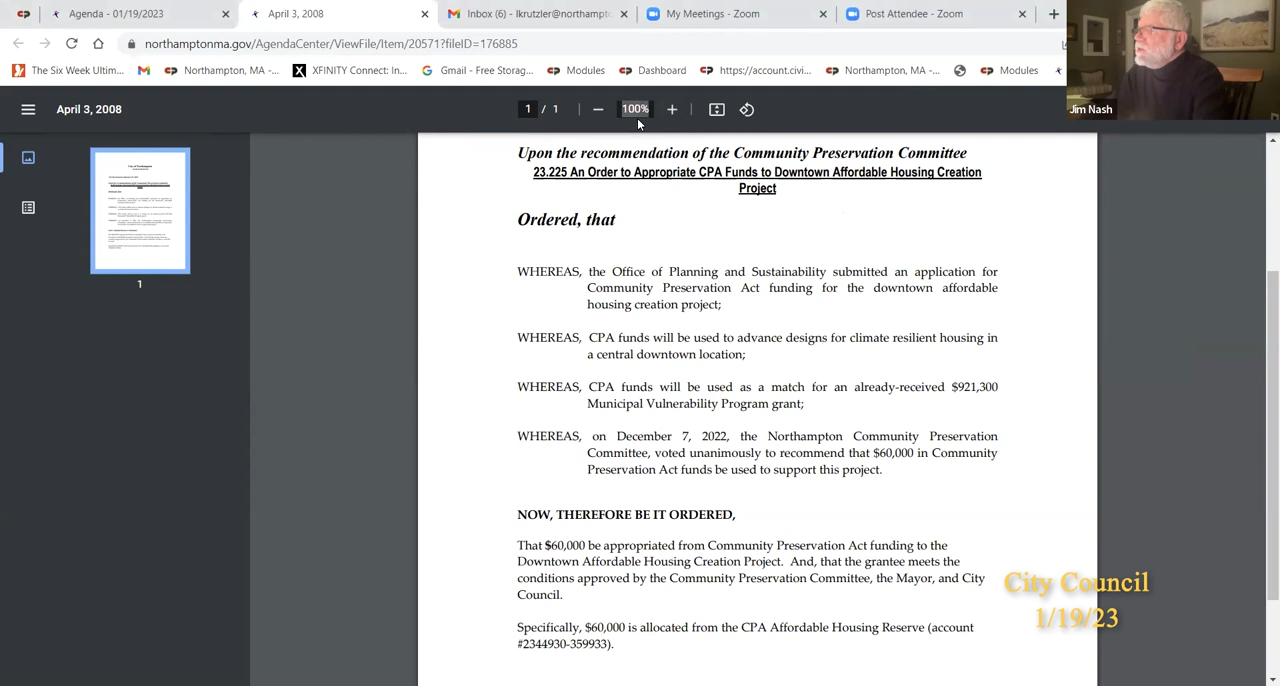 Agenda - 01/19/2023
April 3, 2008
Inbox (6) - lkrutzler@northampto
My Meetings - Zoom
Post Attendee - Zoom
northamptonma.gov/AgendaCenter/ViewFile/Item/20571?fileID=176885
The Six Week Ultim...
Northampton, MA -...
XFINITY Connect: In...
Gmail - Free Storag...
Modules
Dashboard
https://account.civi...
Northampton, MA -...
Modules
Jim Nash
April 3, 2008
1 / 1
100%
1
Upon the recommendation of the Community Preservation Committee
23.225 An Order to Appropriate CPA Funds to Downtown Affordable Housing Creation
Project
Ordered, that
WHEREAS, the Office of Planning and Sustainability submitted an application for
Community Preservation Act funding for the downtown affordable
housing creation project;
WHEREAS, CPA funds will be used to advance designs for climate resilient housing in
a central downtown location;
WHEREAS, CPA funds will be used as a match for an already-received $921,300
Municipal Vulnerability Program grant;
WHEREAS, on December 7, 2022, the Northampton Community Preservation
Committee, voted unanimously to recommend that $60,000 in Community
Preservation Act funds be used to support this project.
NOW, THEREFORE BE IT ORDERED,
That $60,000 be appropriated from Community Preservation Act funding to the
Downtown Affordable Housing Creation Project. And, that the grantee meets the
conditions approved by the Community Preservation Committee, the Mayor, and City
Council.
Specifically, $60,000 is allocated from the CPA Affordable Housing Reserve (account
#2344930-359933).
City Council
1/19/23